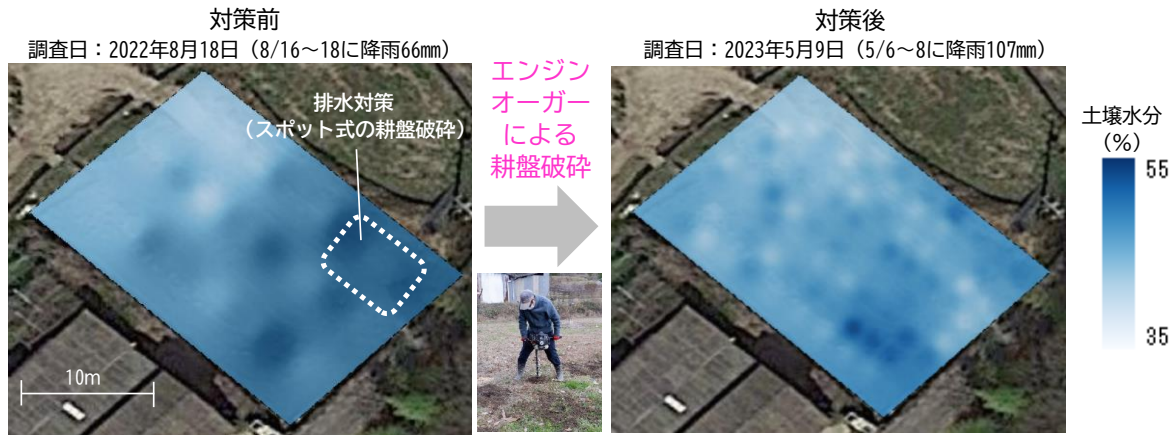 対策前
調査日：2022年8月18日（8/16～18に降雨66㎜）
排水対策
（スポット式の耕盤破砕）
10m
エンジン
オーガー
による
耕盤破砕
対策後
調査日：2023年5月9日（5/6～8に降雨107㎜）
土壌水分
（%）
55
35